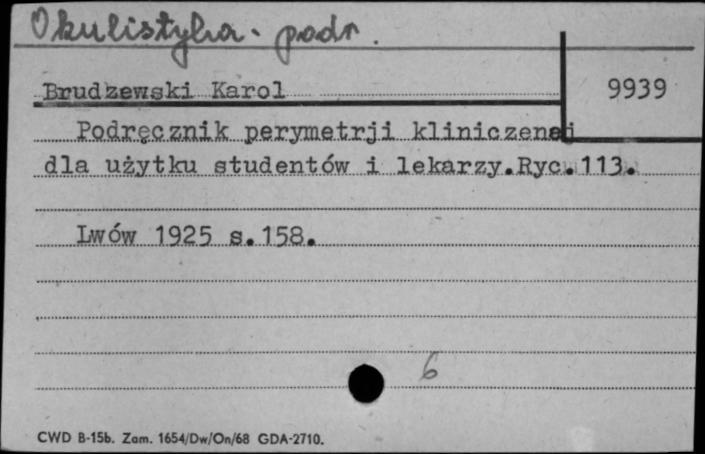 Okulistyka - podr.
Brudzewski Karol 9939
Podręcznik perymetrji kliniczenej
dla użytku studentów i lekarzy.Ryc.113.
Lwów 1925 s.158.
6
CWD B-15b. Zam. 1654/Dw/On/68 GDA-2710.